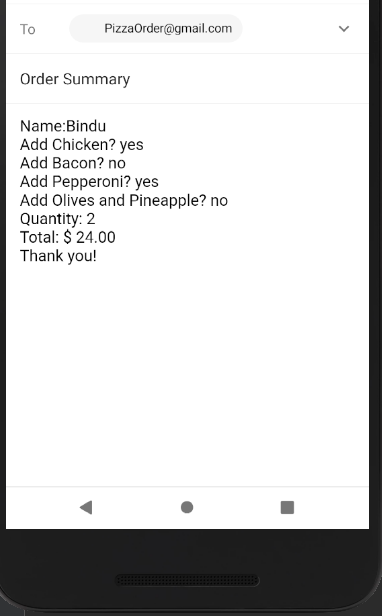 To PizzaOrder@gmail.com
Order Summary
Name:Bindu
Add Chicken? yes
Add Bacon? no
Add Pepperoni? yes
Add Olives and Pineapple? no
Quantity: 2
Total: $ 24.00
Thank you!